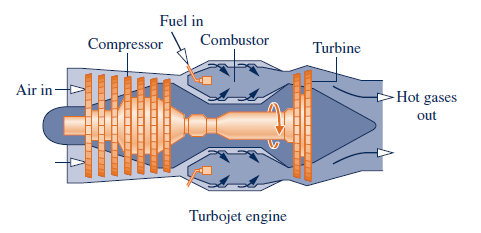 Fuel in
Compressor
Combustor
Turbine
Air in
Hot gases
out
Turbojet engine